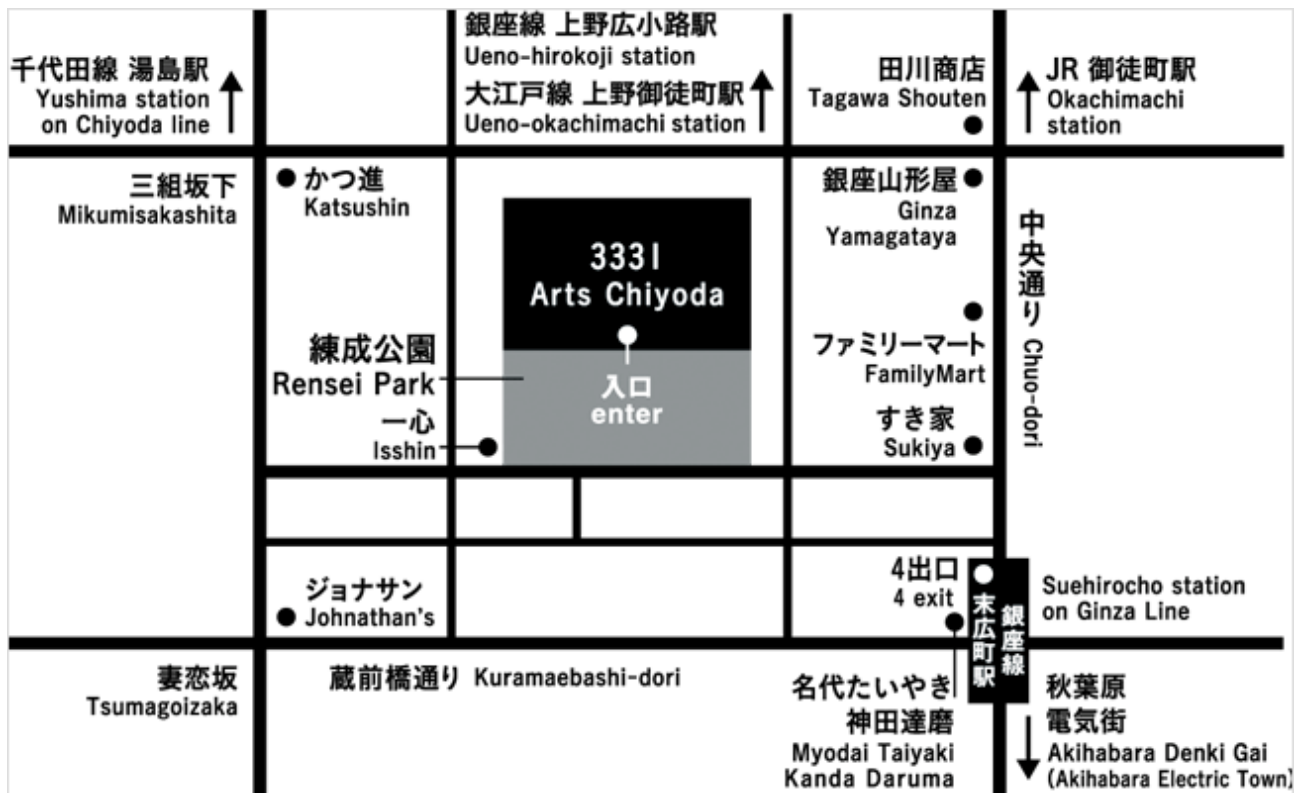 千代田線 湯島駅
Yushima station
on Chiyoda line
銀座線 上野広小路駅
Ueno-hirokoji station
大江戸線 上野御徒町駅
Ueno-okachimachi station
田川商店
Tagawa Shouten
JR 御徒町駅
Okachimachi
station
三組坂下
Mikumisakashita
かつ進
Katsushin
3331
Arts Chiyoda
銀座山形屋
Ginza
Yamagataya
中央通り Chuo-dori
練成公園
Rensei Park
入口
enter
ファミリーマート
FamilyMart
一心
Isshin
すき家
Sukiya
ジョナサン
Johnathan's
4出口
4 exit
末広町駅
銀座線
Suehirocho station
on Ginza Line
妻恋坂
Tsumagoizaka
蔵前橋通り Kuramaebashi-dori
名代たいやき
神田達磨
Myodai Taiyaki
Kanda Daruma
秋葉原
電気街
Akihabara Denki Gai
(Akihabara Electric Town)